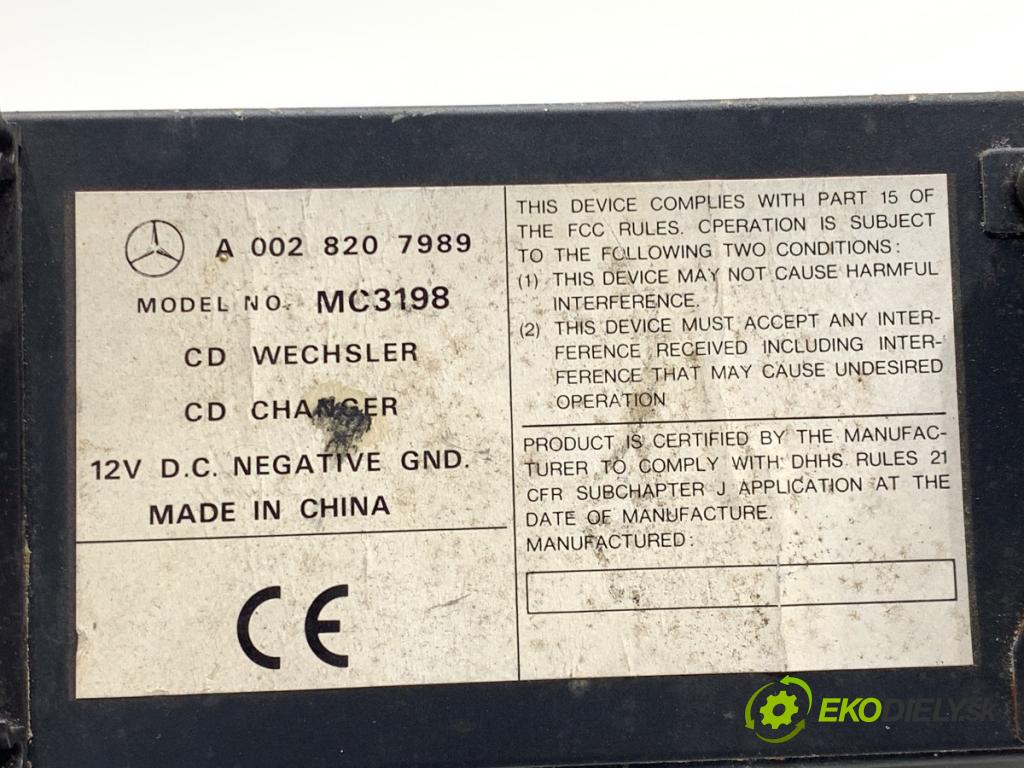 A 002 820 7989
MODEL NO. MC3198
CD WECHSLER
CD CHANGER
12V D.C. NEGATIVE GND.
MADE IN CHINA
CE
THIS DEVICE COMPLIES WITH PART 15 OF
THE FCC RULES. OPERATION IS SUBJECT
TO THE FOLLOWING TWO CONDITIONS:
(1) THIS DEVICE MAY NOT CAUSE HARMFUL
INTERFERENCE.
(2) THIS DEVICE MUST ACCEPT ANY INTER-
FERENCE RECEIVED INCLUDING INTER-
FERENCE THAT MAY CAUSE UNDESIRED
OPERATION
PRODUCT IS CERTIFIED BY THE MANUFAC-
TURER TO COMPLY WITH DHHS RULES 21
CFR SUBCHAPTER J APPLICATION AT THE
DATE OF MANUFACTURE.
MANUFACTURED:
EKODIELY.SK